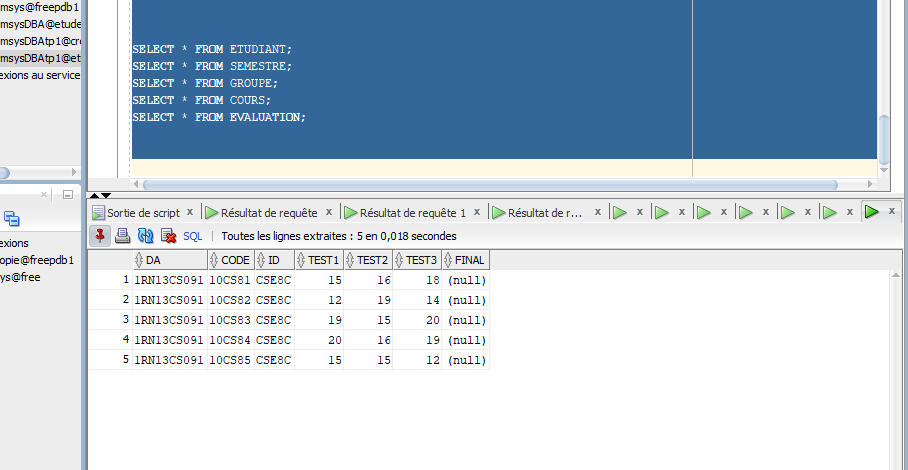 msys@freepdb1
msysDBA@etude
msysDBAtp1@cr
msysDBAtp1@et
exions au service
SELECT * FROM ETUDIANT;
SELECT * FROM SEMESTRE;
SELECT * FROM GROUPE;
SELECT * FROM COURS;
SELECT * FROM EVALUATION;
exions
opie@freepdb1
ys@free
Sortie de script x Résultat de requête x Résultat de requête 1 x Résultat de r... x x x x x x x x
SQL | Toutes les lignes extraites : 5 en 0,018 secondes
DA CODE ID TEST1 TEST2 TEST3 FINAL
1 1RN13CS091 10CS81 CSE8C 15 16 18 (null)
2 1RN13CS091 10CS82 CSE8C 12 19 14 (null)
3 1RN13CS091 10CS83 CSE8C 19 15 20 (null)
4 1RN13CS091 10CS84 CSE8C 20 16 19 (null)
5 1RN13CS091 10CS85 CSE8C 15 15 12 (null)